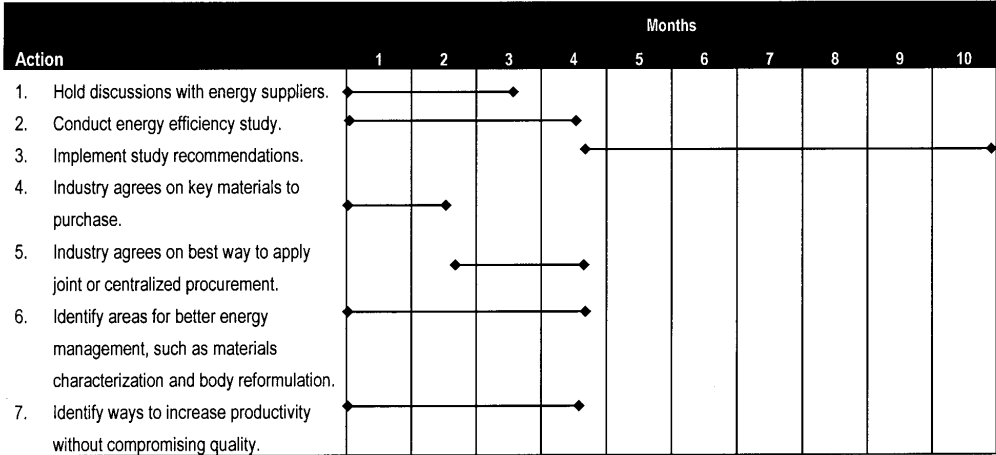 Months
Action 1 2 3 4 5 6 7 8 9 10
1. Hold discussions with energy suppliers.
2. Conduct energy efficiency study.
3. Implement study recommendations.
4. Industry agrees on key materials to
purchase.
5. Industry agrees on best way to apply
joint or centralized procurement.
6. Identify areas for better energy
management, such as materials
characterization and body reformulation.
7. Identify ways to increase productivity
without compromising quality.